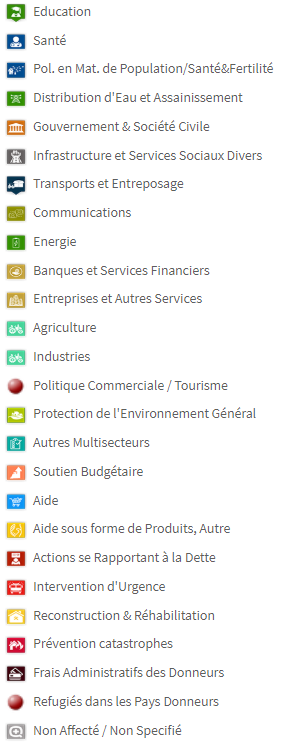 Education
Santé
Pol. en Mat. de Population/Santé&Fertilité
Distribution d'Eau et Assainissement
Gouvernement & Société Civile
Infrastructure et Services Sociaux Divers
Transports et Entreposage
Communications
Energie
Banques et Services Financiers
Entreprises et Autres Services
Agriculture
Industries
Politique Commerciale / Tourisme
Protection de l'Environnement Général
Autres Multisecteurs
Soutien Budgétaire
Aide
Aide sous forme de Produits, Autre
Actions se Rapportant à la Dette
Intervention d'Urgence
Reconstruction & Réhabilitation
Prévention catastrophes
Frais Administratifs des Donneurs
Refugiés dans les Pays Donneurs
Non Affecté / Non Specifié